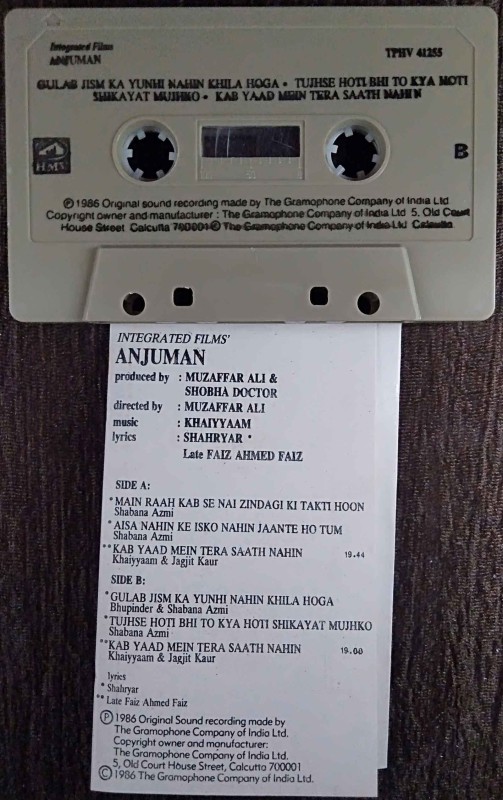 Integrated Films
ANJUMAN
TPHV 41255
GULAB JISM KA YUNHI NAHIN KHILA HOGA • TUJHSE HOTI BHI TO KYA HOTI
SHIKAYAT MUJHKO • KAB YAAD MEIN TERA SAATH NAHIN
HMV
B
Ⓟ 1986 Original sound recording made by The Gramophone Company of India Ltd
Copyright owner and manufacturer : The Gramophone Company of India Ltd 5, Old Court
House Street Calcutta 700001 © The Gramophone Company of India Ltd Calcutta
INTEGRATED FILMS'
ANJUMAN
produced by : MUZAFFAR ALI &
SHOBHA DOCTOR
directed by : MUZAFFAR ALI
music : KHAIYYAAM
lyrics : SHAHRYAR *
Late FAIZ AHMED FAIZ
SIDE A:
*MAIN RAAH KAB SE NAI ZINDAGI KI TAKTI HOON
Shabana Azmi
*AISA NAHIN KE ISKO NAHIN JAANTE HO TUM
Shabana Azmi
**KAB YAAD MEIN TERA SAATH NAHIN 19.44
Khaiyyaam & Jagjit Kaur
SIDE B:
*GULAB JISM KA YUNHI NAHIN KHILA HOGA
Bhupinder & Shabana Azmi
*TUJHSE HOTI BHI TO KYA HOTI SHIKAYAT MUJHKO
Shabana Azmi
**KAB YAAD MEIN TERA SAATH NAHIN 19.00
Khaiyyaam & Jagjit Kaur
lyrics
* Shahryar
** Late Faiz Ahmed Faiz
Ⓟ 1986 Original Sound recording made by
The Gramophone Company of India Ltd.
Copyright owner and manufacturer:
The Gramophone Company of India Ltd.
5, Old Court House Street, Calcutta 700001
© 1986 The Gramophone Company of India Ltd.